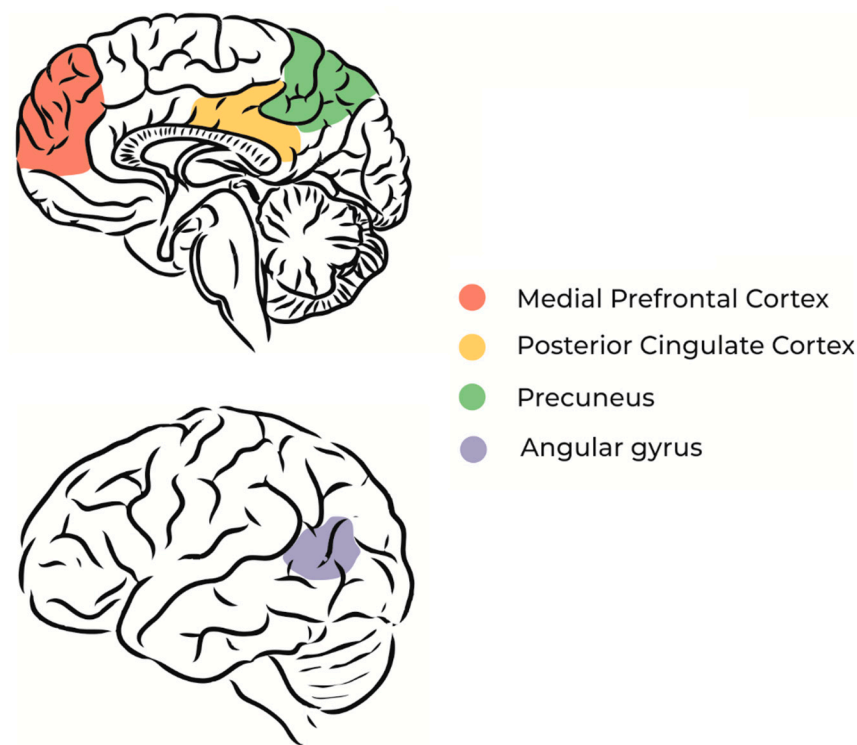 Medial Prefrontal Cortex
Posterior Cingulate Cortex
Precuneus
Angular gyrus